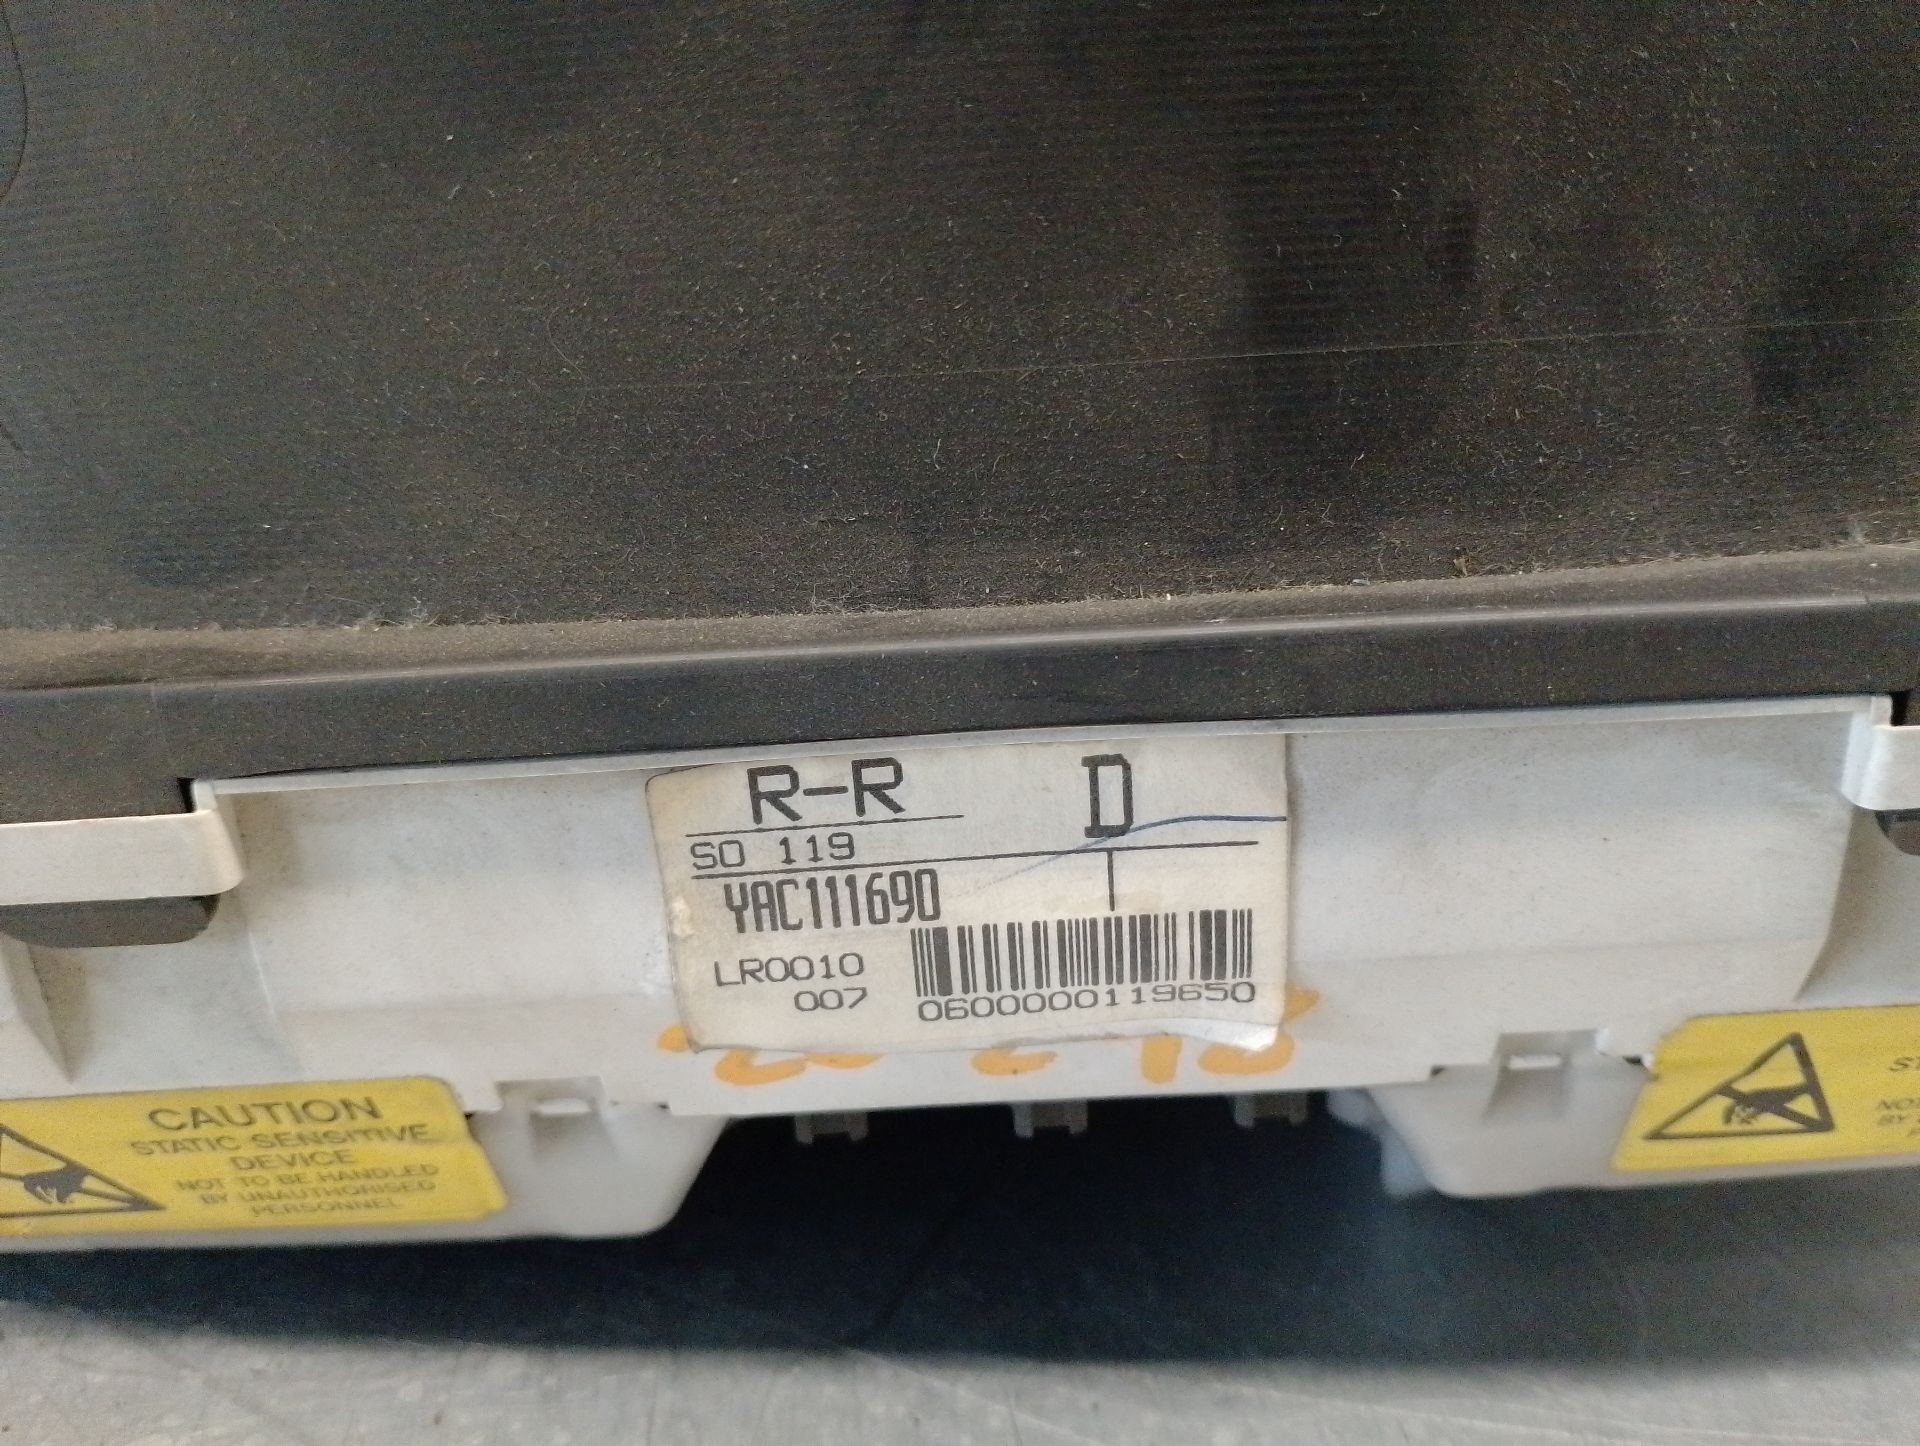 R-R D
SO 119
YAC111690
LR0010
007
0600000119650
CAUTION
STATIC SENSITIVE
DEVICE
NOT TO BE HANDLED
BY UNAUTHORISED
PERSONNEL